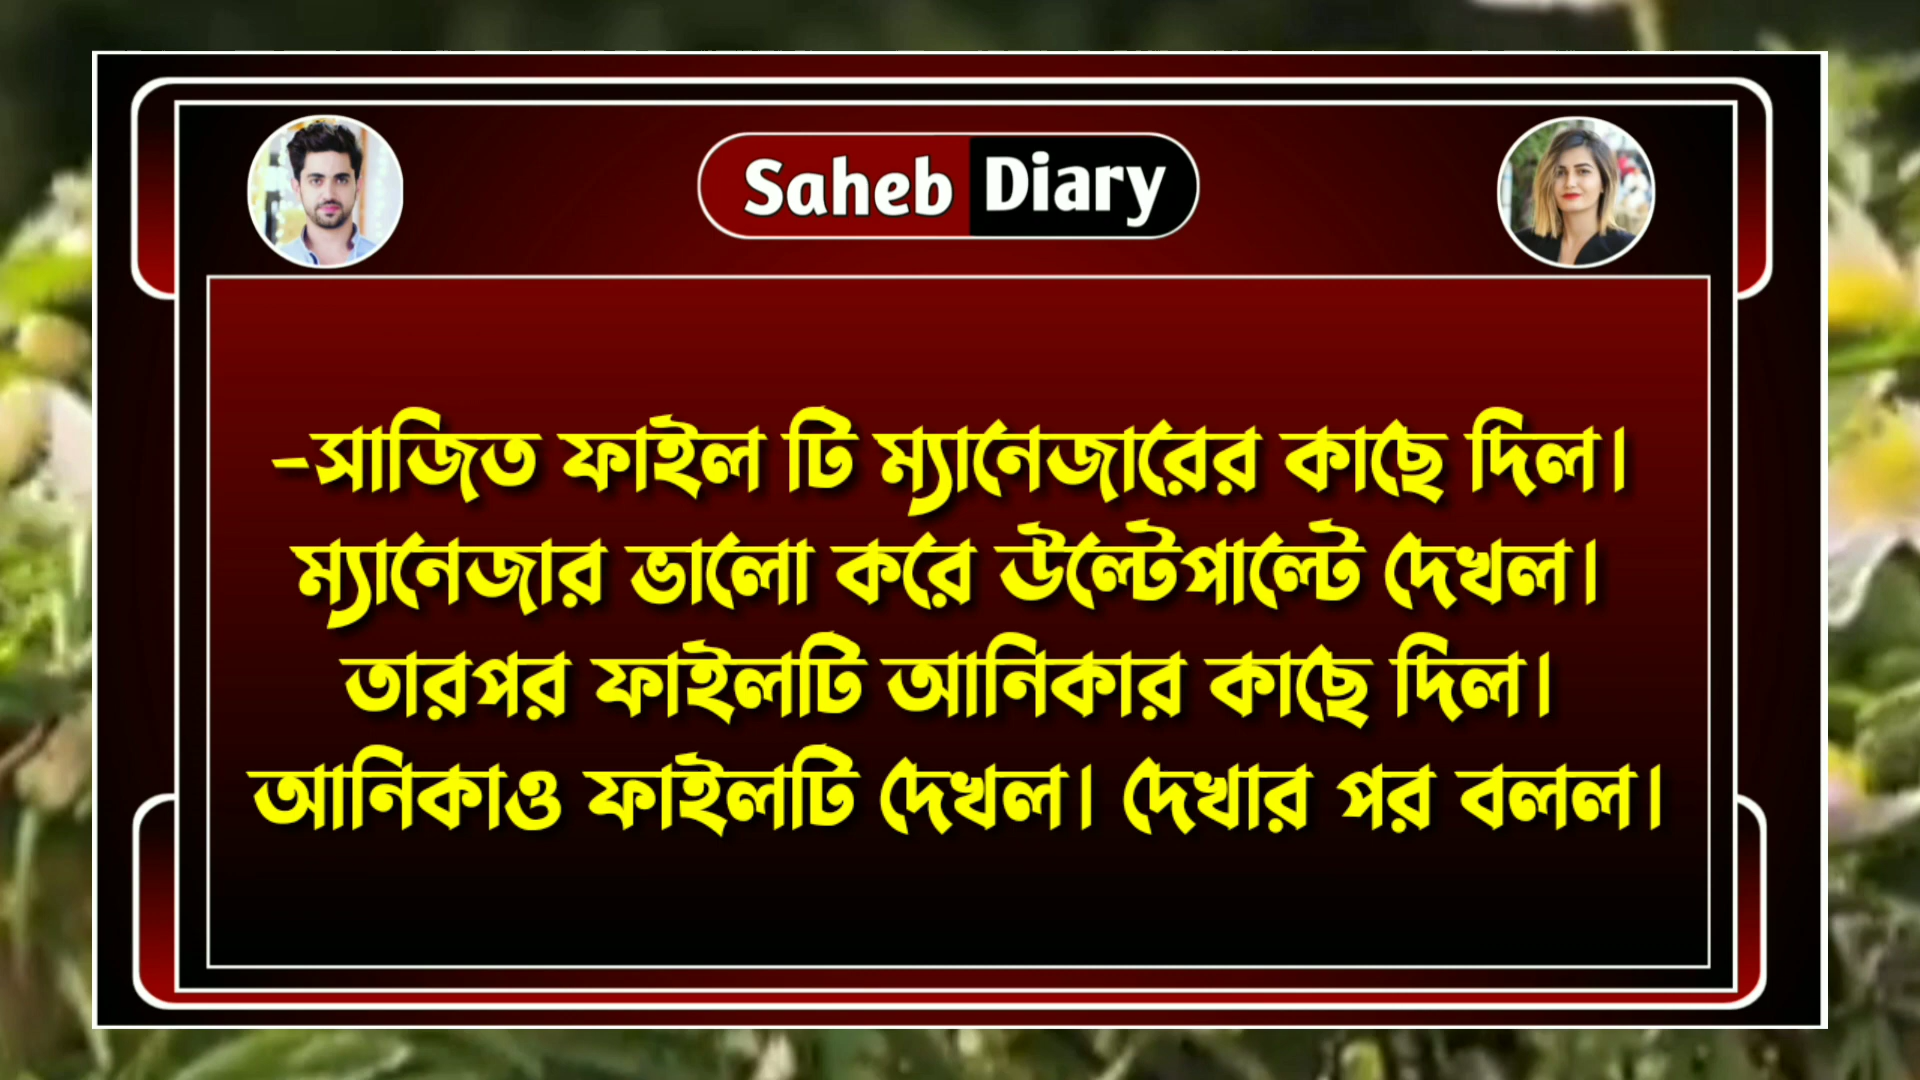 Saheb Diary
-সাজিত ফাইল টি ম্যানেজারের কাছে দিল।
ম্যানেজার ভালো করে উল্টেপাল্টে দেখল।
তারপর ফাইলটি আনিকার কাছে দিল।
আনিকাও ফাইলটি দেখল। দেখার পর বলল।